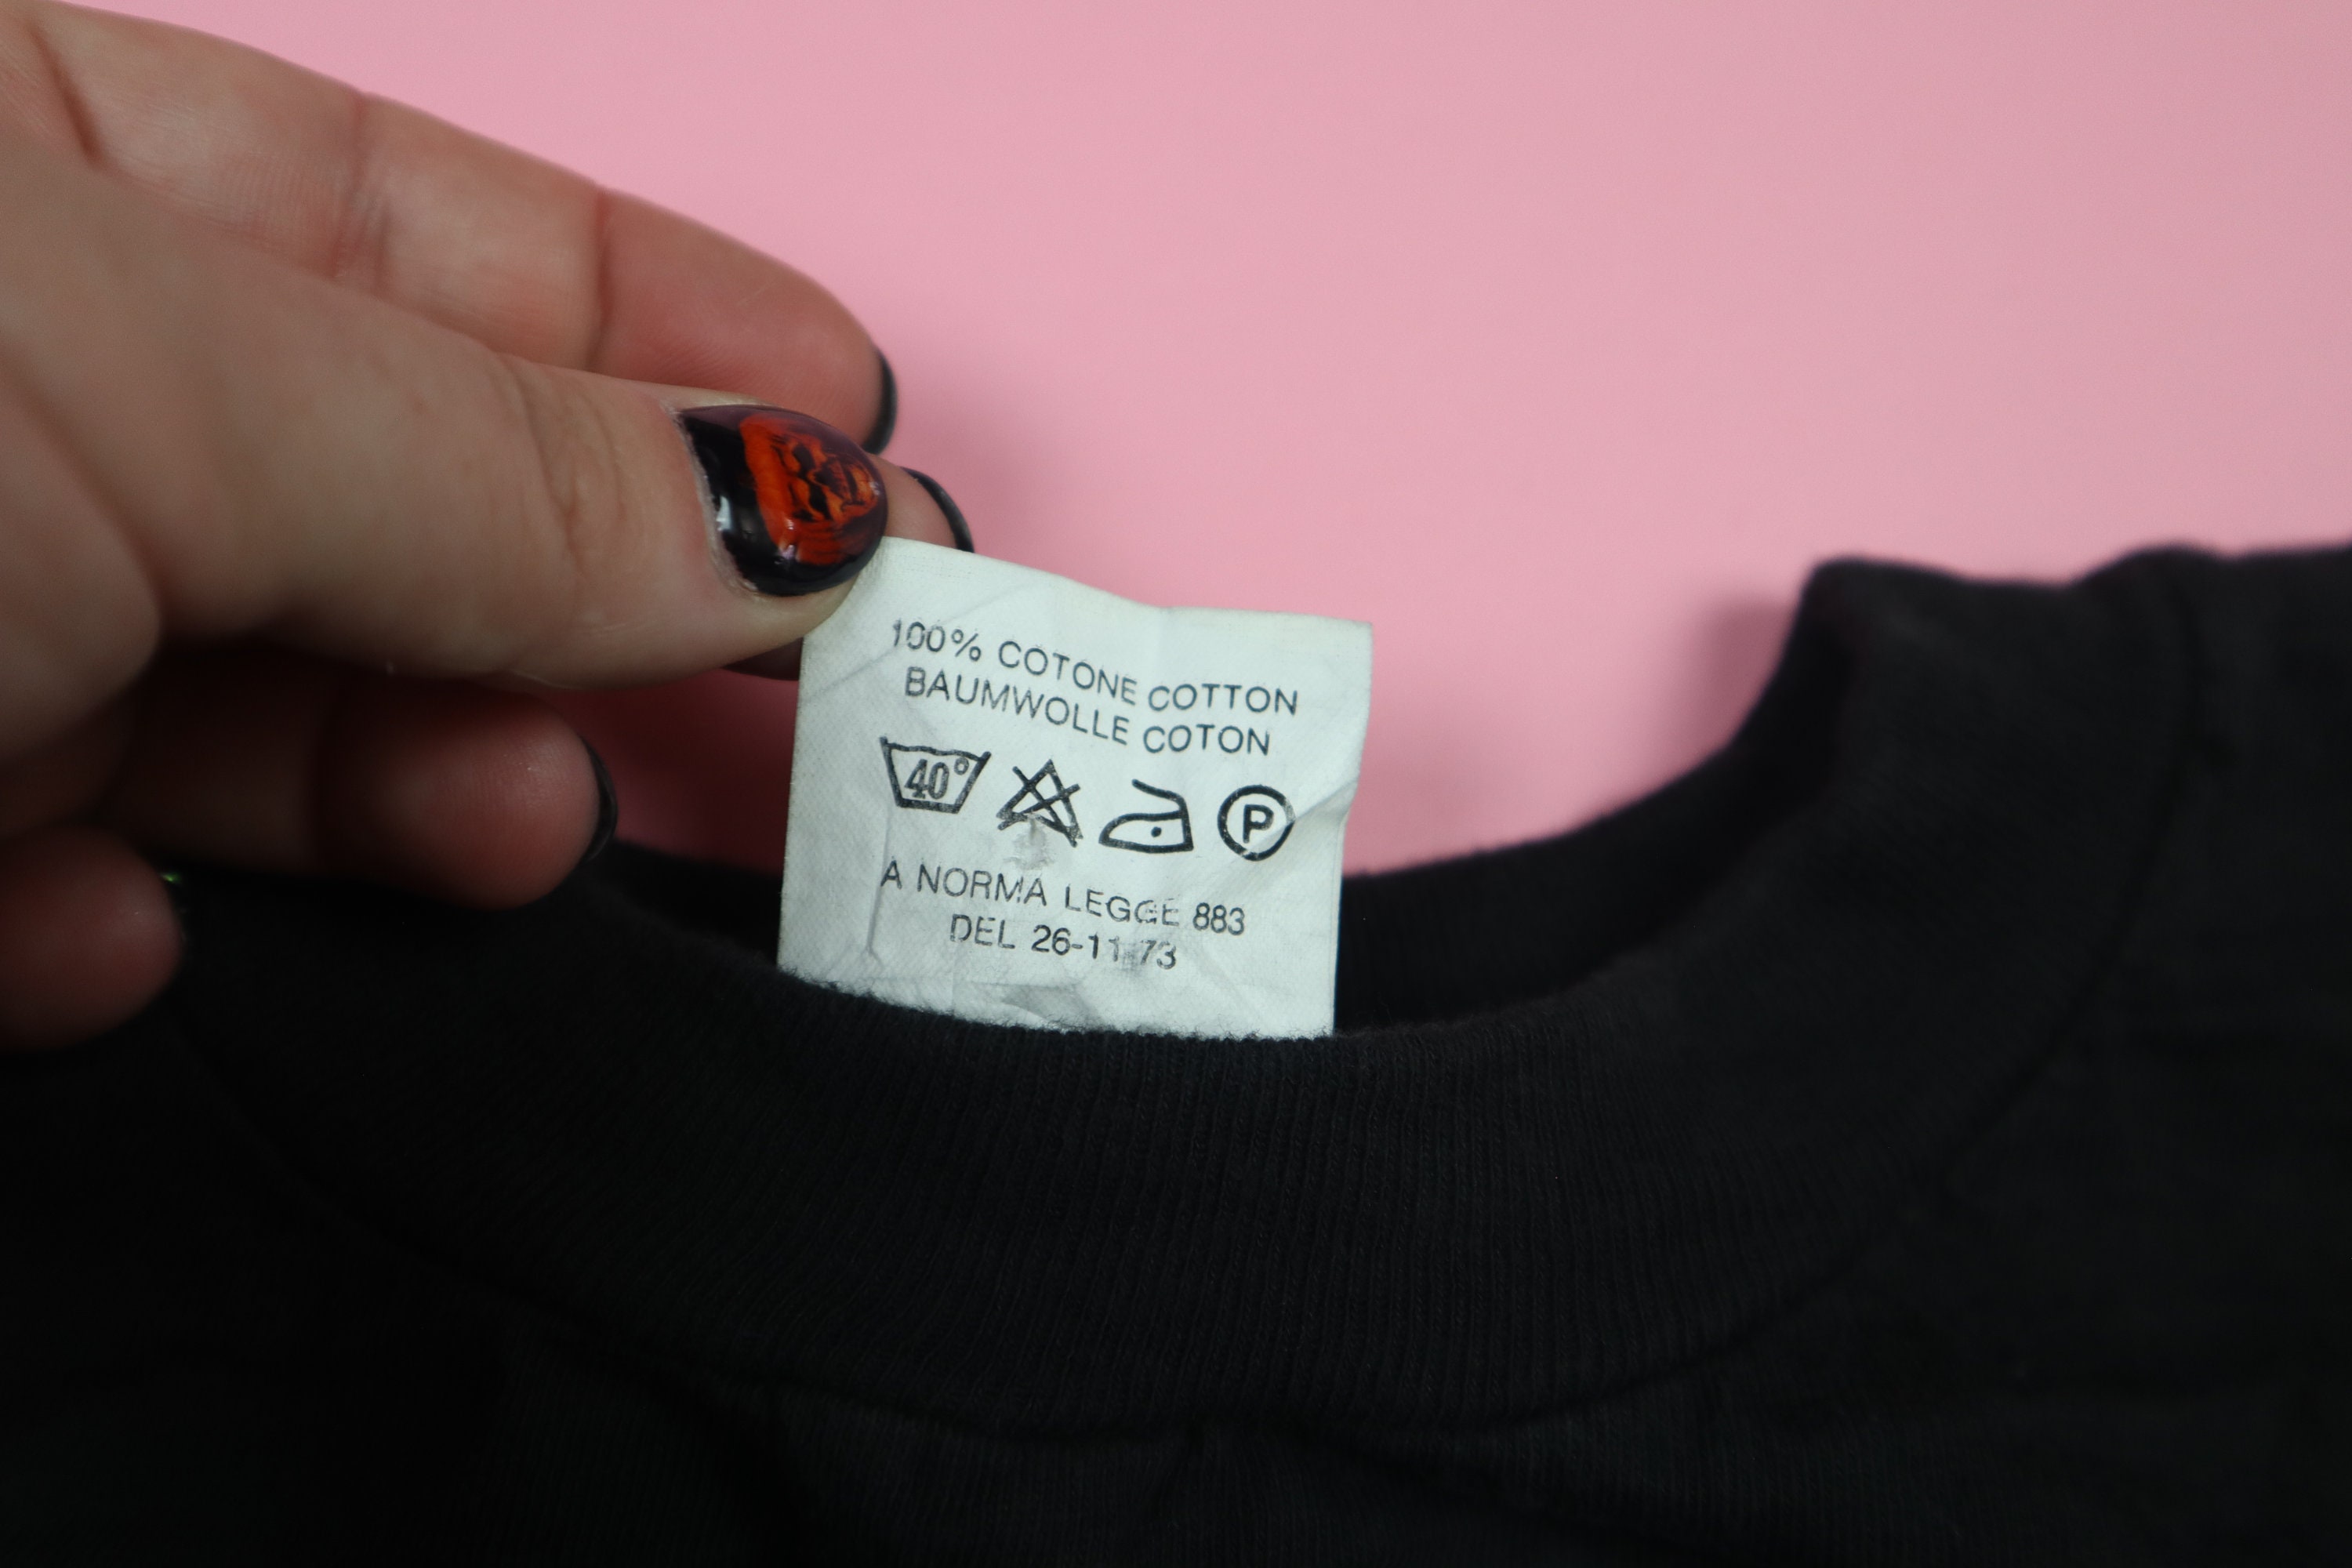 100% COTONE COTTON
BAUMWOLLE COTON
40°
P
A NORMA LEGGE 883
DEL 26-11-73